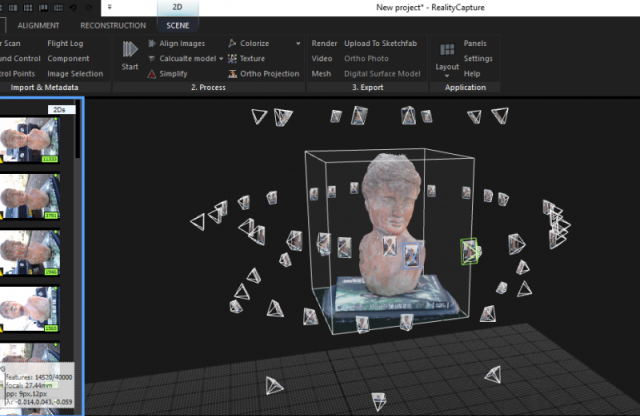 2D
New project* - RealityCapture
ALIGNMENT RECONSTRUCTION SCENE
r Scan Flight Log Align Images Colorize Render Upload To Sketchfab Panels
und Control Component Start Calcualte model Texture Video Ortho Photo Layout Settings
rol Points Image Selection Simplify Ortho Projection Mesh Digital Surface Model Help
Import & Metadata 2. Process 3. Export Application
2Ds
PG
features: 14520/40000
focal: 27.44mm
pp: 9px,12px
-0.014,0.043,-0.059